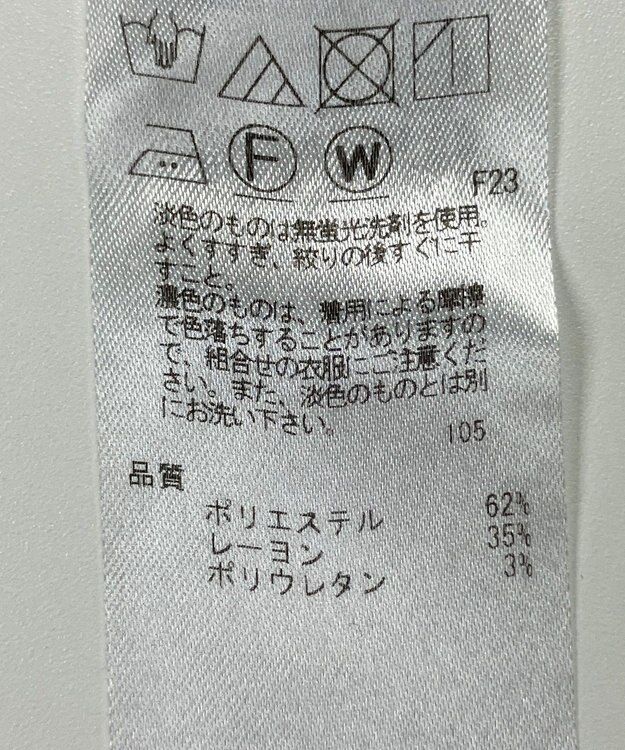 F W
F23
淡色のものは無蛍光洗剤を使用。
よくすすぎ、絞りの後すぐに干
すこと。
濃色のものは、着用による摩擦
で色落ちすることがありますの
で、組合せの衣服にご注意くだ
さい。また、淡色のものとは別
にお洗い下さい。
105
品質
ポリエステル 62%
レーヨン 35%
ポリウレタン 3%